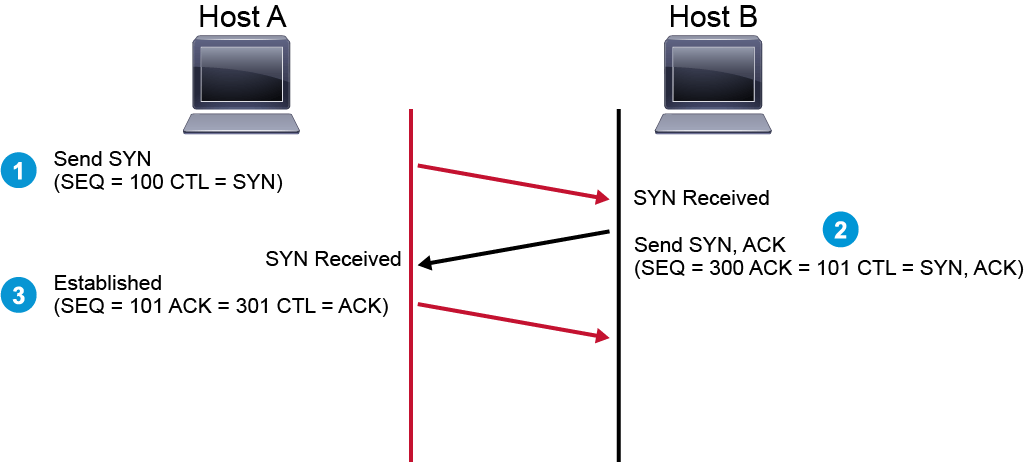 Host A
Host B
1
Send SYN
(SEQ = 100 CTL = SYN)
SYN Received
2
Send SYN, ACK
(SEQ = 300 ACK = 101 CTL = SYN, ACK)
SYN Received
3
Established
(SEQ = 101 ACK = 301 CTL = ACK)